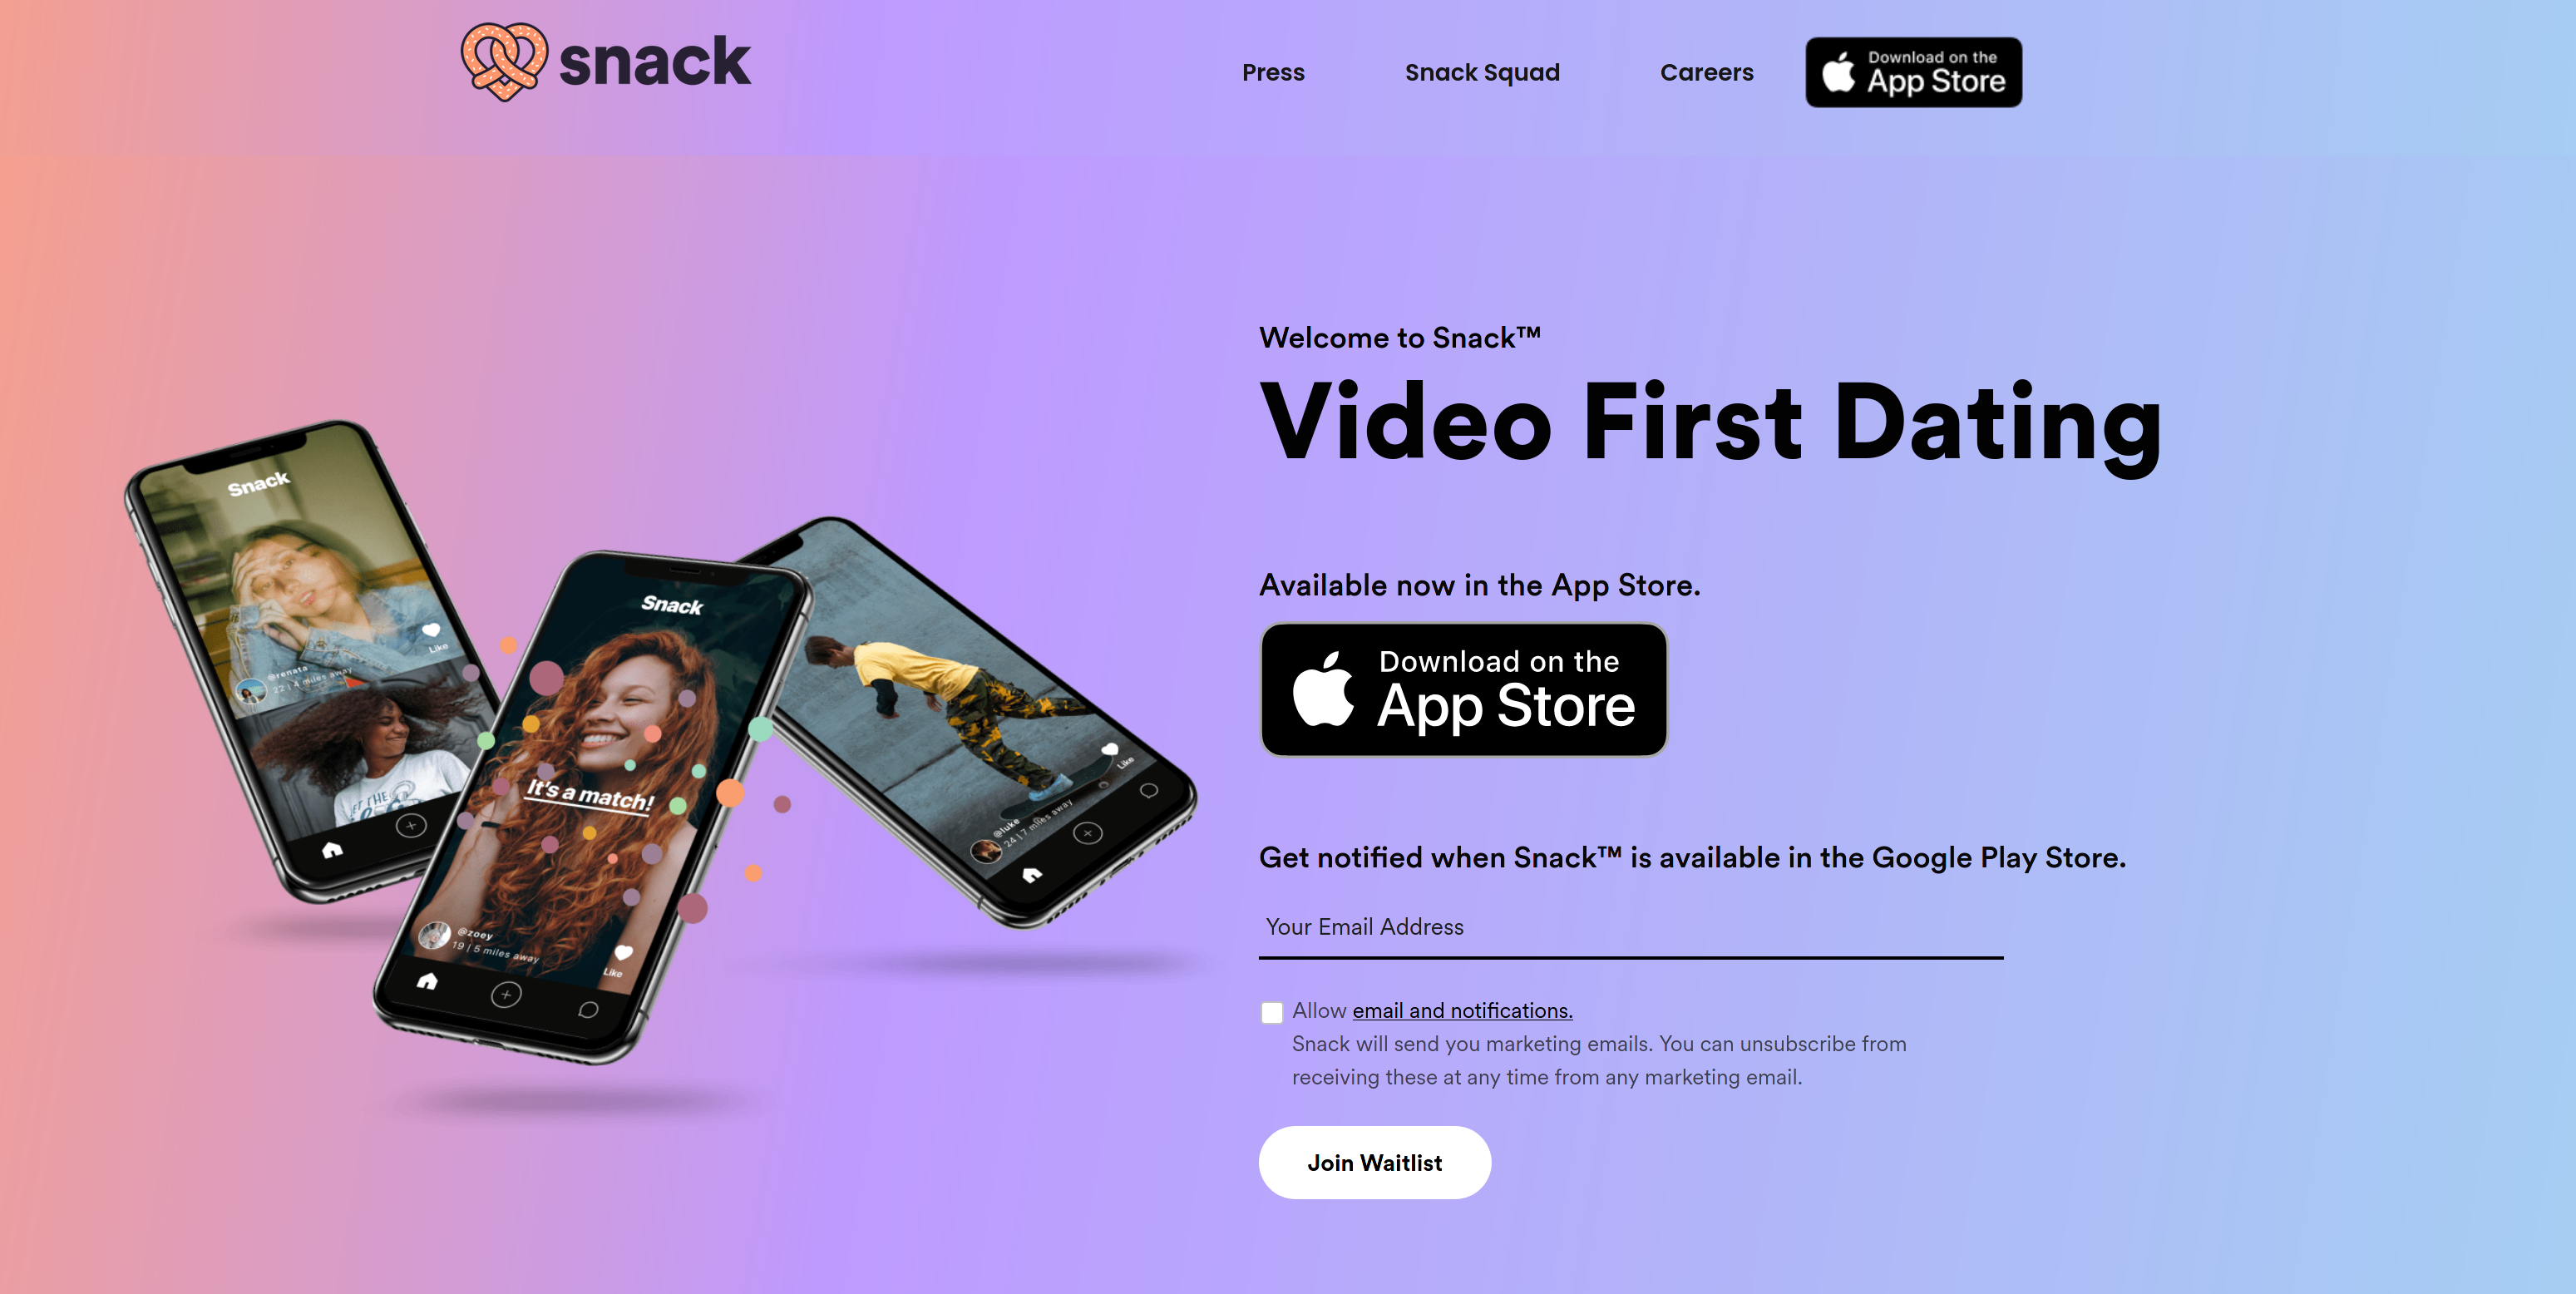 snack
Press
Snack Squad
Careers
Download on the
App Store
Welcome to Snack™
Video First Dating
Available now in the App Store.
Download on the
App Store
Get notified when Snack™ is available in the Google Play Store.
Your Email Address
Allow email and notifications.
Snack will send you marketing emails. You can unsubscribe from
receiving these at any time from any marketing email.
Join Waitlist
Snack
Like
@renata
22 | 4 miles away
Snack
It's a match!
@zoey
19 | 5 miles away
Like
Like
@luke
24 | 7 miles away